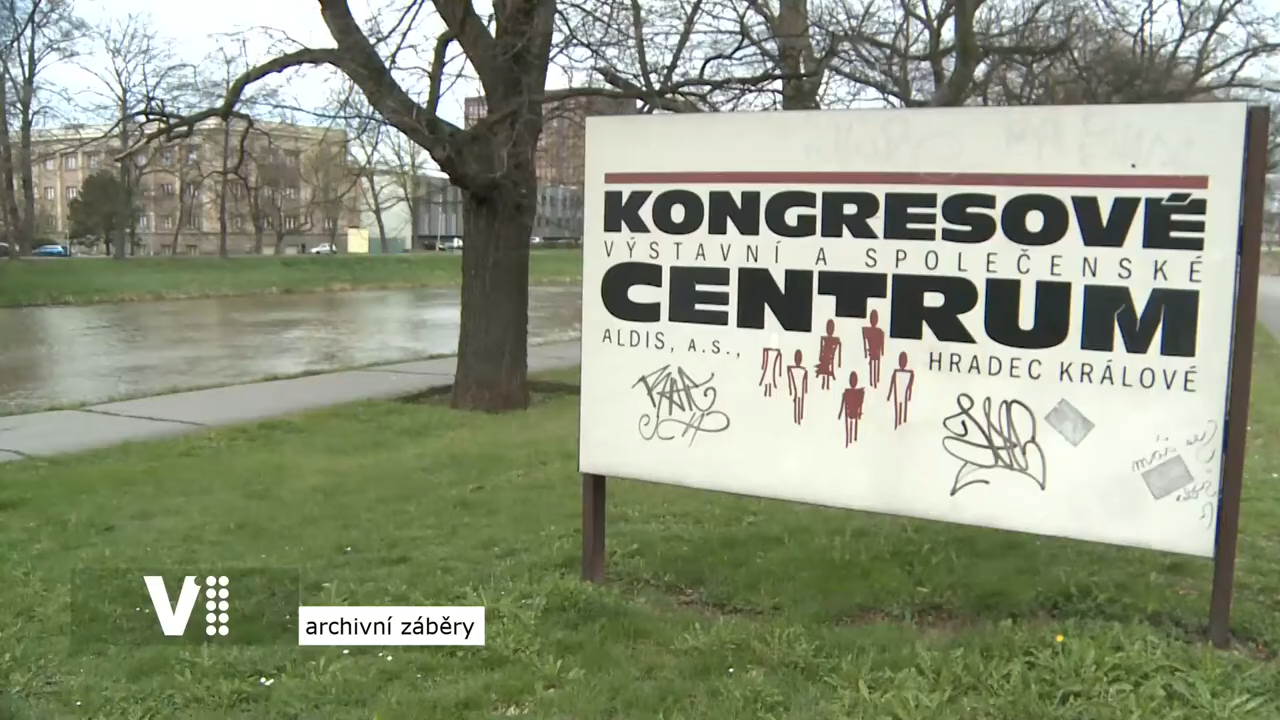 KONGRESOVÉ
VÝSTAVNÍ A SPOLEČENSKÉ
CENTRUM
ALDIS, a.s., HRADEC KRÁLOVÉ
V
archivní záběry